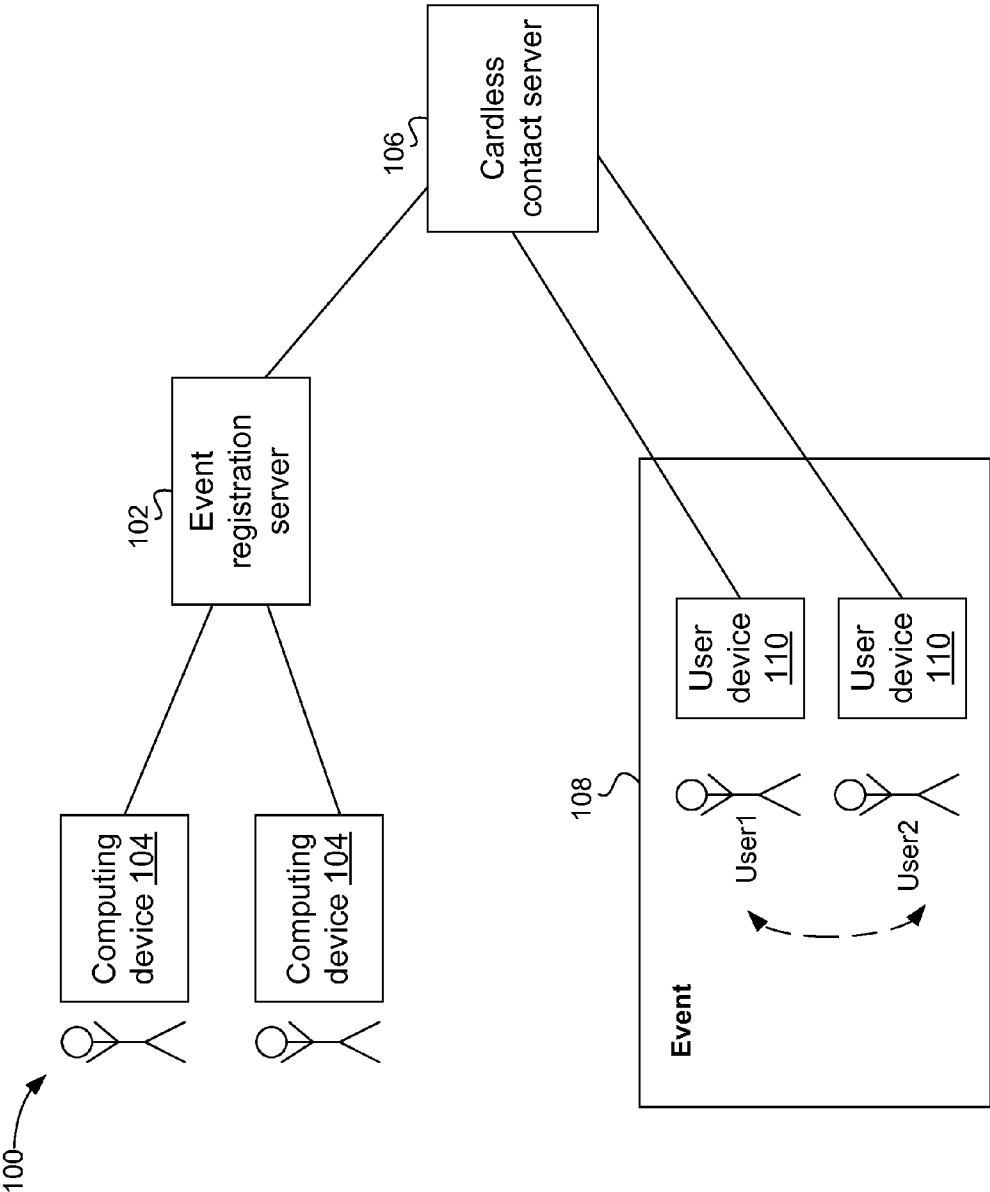 100
Computing
device 104
Computing
device 104
102
Event
registration
server
106
Cardless
contact server
108
Event
User1
User2
User
device
110
User
device
110